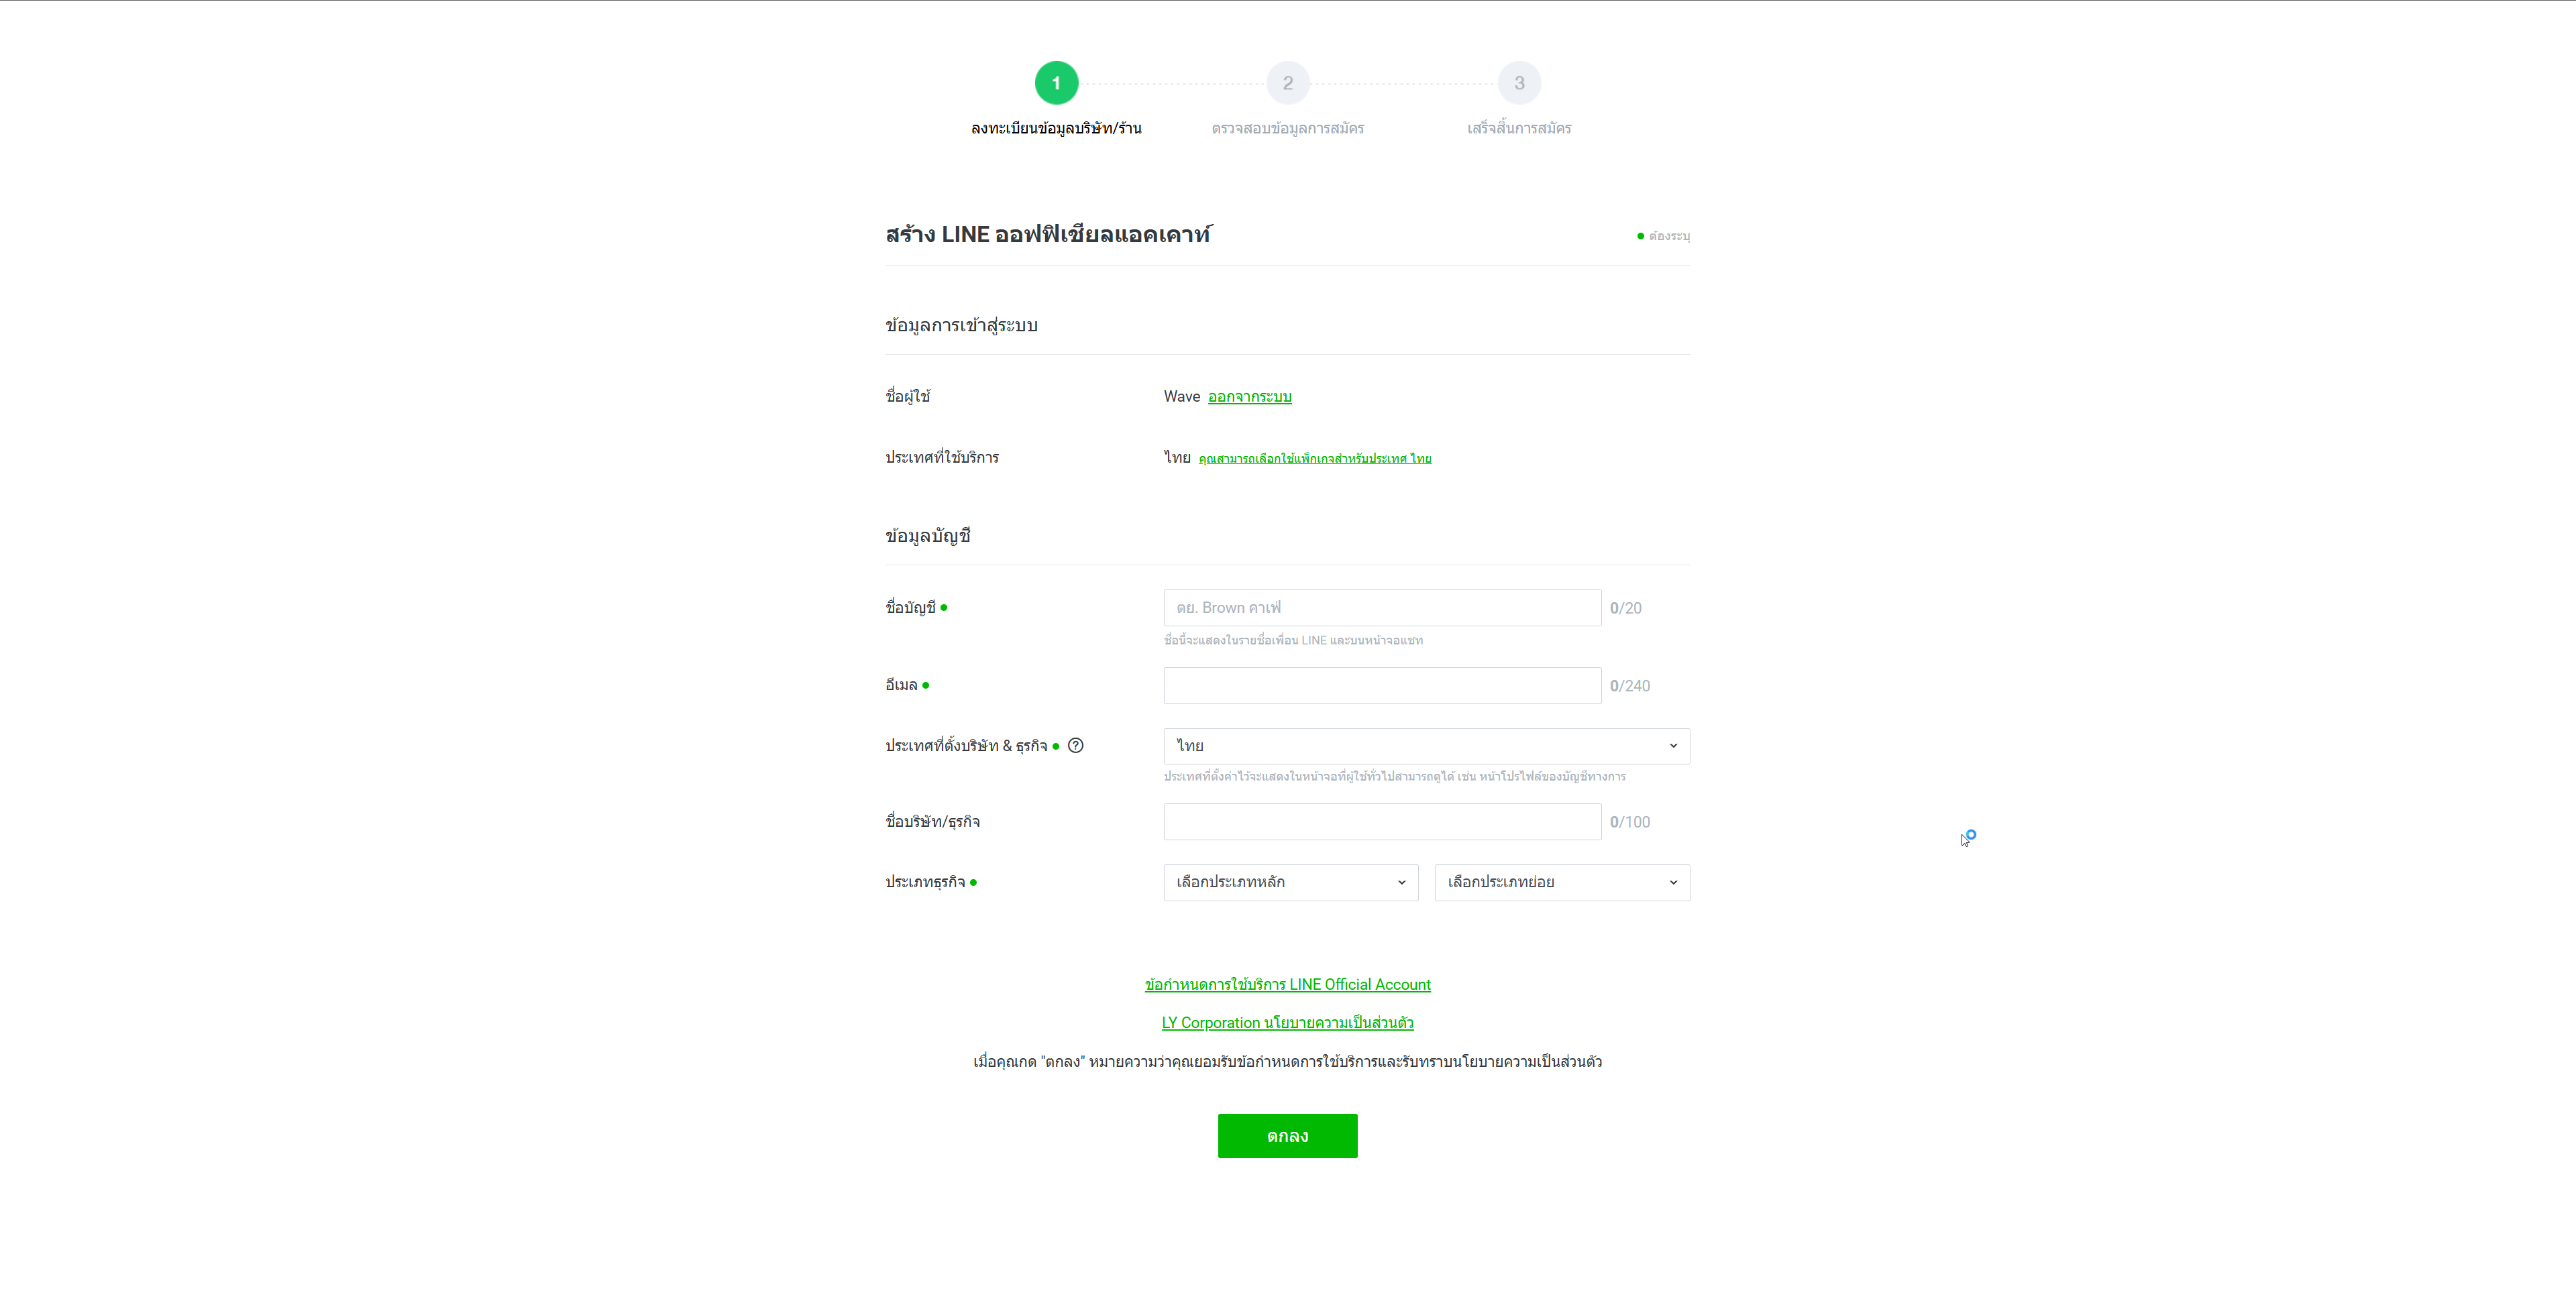 1
2
3
ลงทะเบียนข้อมูลบริษัท/ร้าน
ตรวจสอบข้อมูลการสมัคร
เสร็จสิ้นการสมัคร
สร้าง LINE ออฟฟิเชียลแอคเคาท์
ต้องระบุ
ข้อมูลการเข้าสู่ระบบ
ชื่อผู้ใช้ Wave ออกจากระบบ
ประเทศที่ใช้บริการ ไทย คุณสามารถเลือกใช้แพ็กเกจสำหรับประเทศ ไทย
ข้อมูลบัญชี
ชื่อบัญชี ตย. Brown คาเฟ่ 0/20
ชื่อนี้จะแสดงในรายชื่อเพื่อน LINE และบนหน้าจอแชท
อีเมล 0/240
ประเทศที่ตั้งบริษัท & ธุรกิจ ? ไทย
ประเทศที่ตั้งค่าไว้จะแสดงในหน้าจอที่ผู้ใช้ทั่วไปสามารถดูได้ เช่น หน้าโปรไฟล์ของบัญชีทางการ
ชื่อบริษัท/ธุรกิจ 0/100
ประเภทธุรกิจ เลือกประเภทหลัก เลือกประเภทย่อย
ข้อกำหนดการใช้บริการ LINE Official Account
LY Corporation นโยบายความเป็นส่วนตัว
เมื่อคุณกด "ตกลง" หมายความว่าคุณยอมรับข้อกำหนดการใช้บริการและรับทราบนโยบายความเป็นส่วนตัว
ตกลง